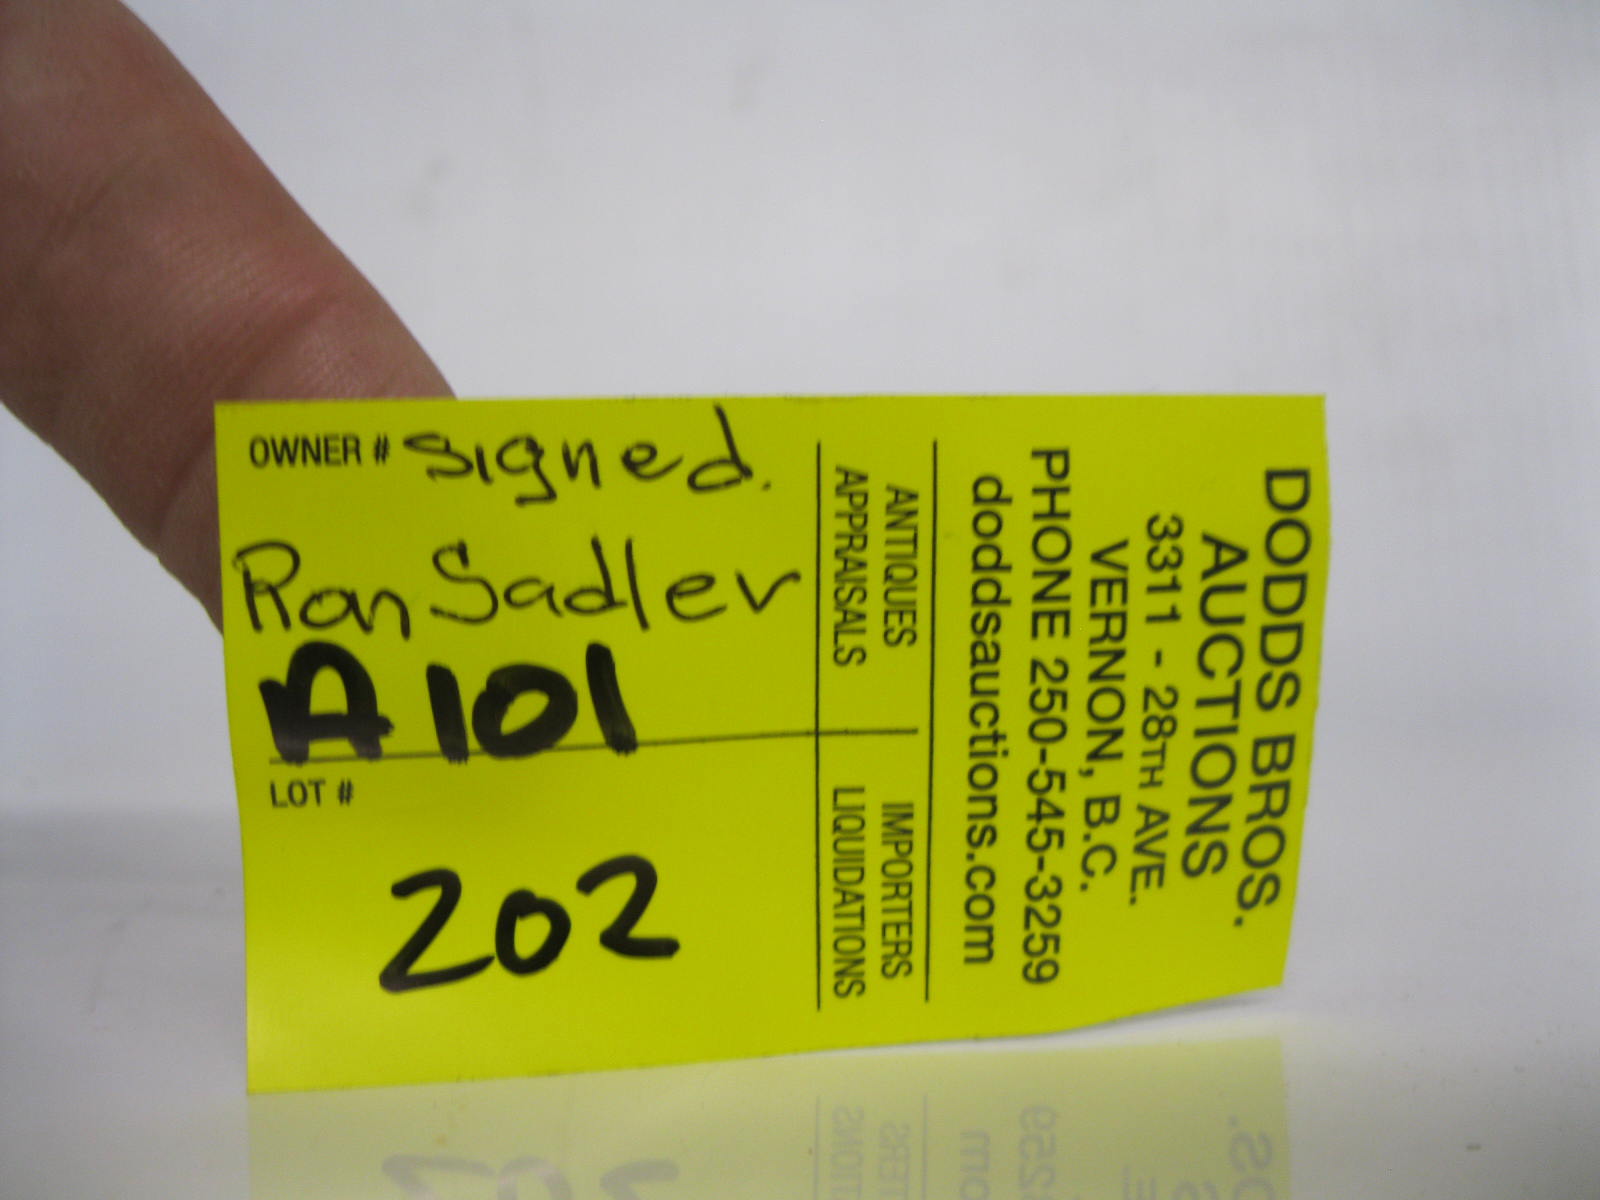 OWNER # signed.
Ron Sadler
A101
LOT #
202
DODDS BROS.
AUCTIONS
3311 - 28TH AVE.
VERNON, B.C.
PHONE 250-545-3259
doddsauctions.com
ANTIQUES IMPORTERS
APPRAISALS LIQUIDATIONS